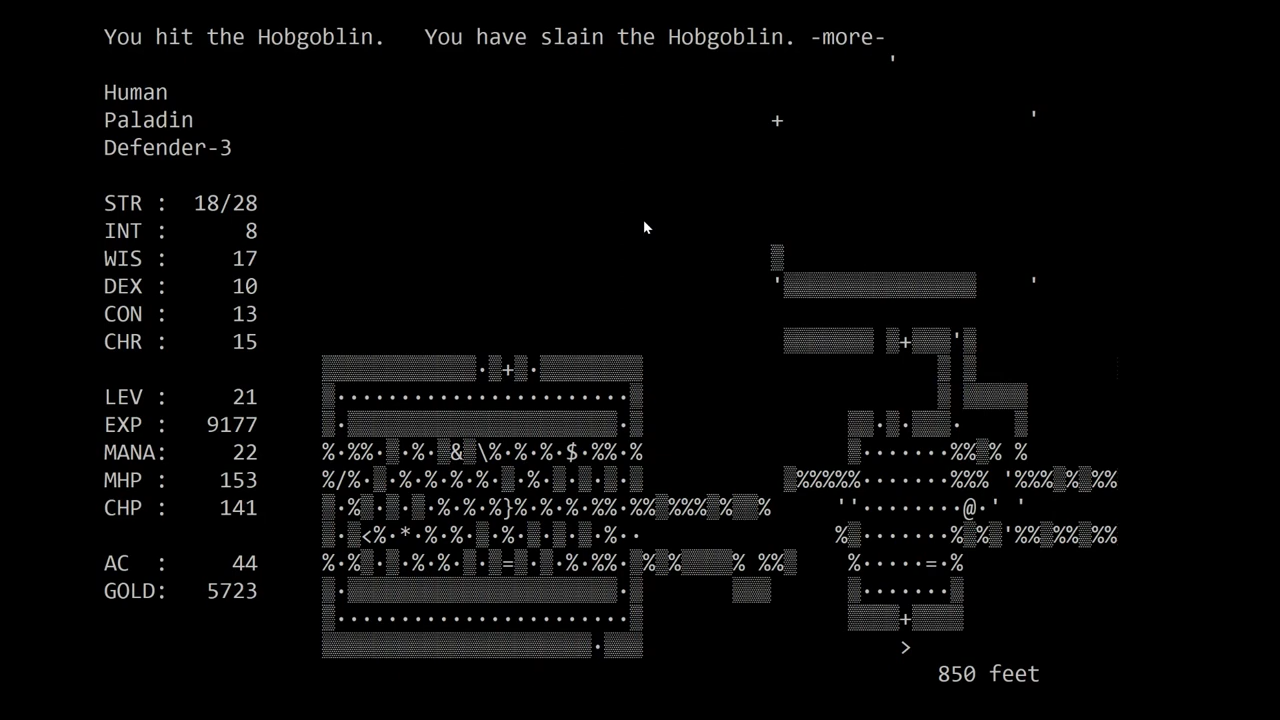 You hit the Hobgoblin.   You have slain the Hobgoblin. -more-
Human
Paladin
Defender-3
STR :  18/28
INT :      8
WIS :     17
DEX :     10
CON :     13
CHR :     15
LEV :     21
EXP :   9177
MANA:     22
MHP :    153
CHP :    141
AC  :     44
GOLD:   5723
850 feet